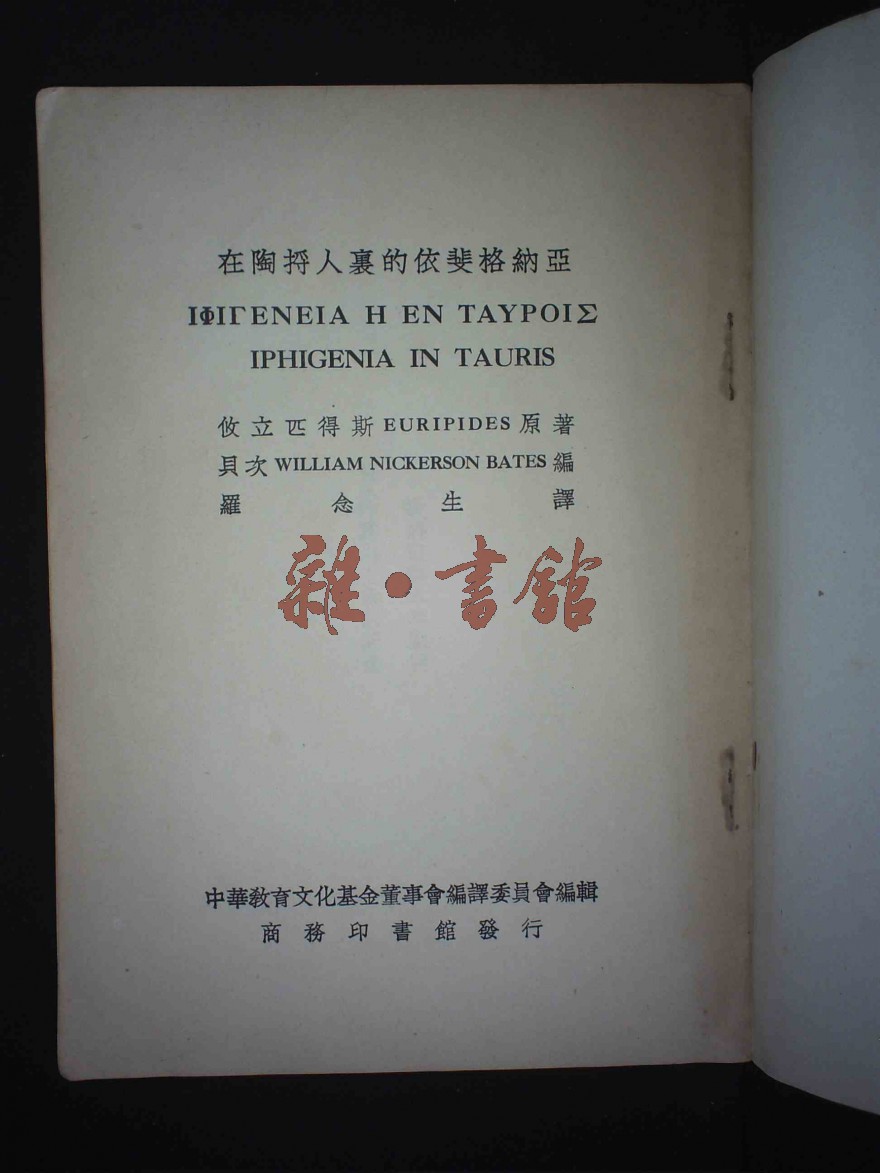 在陶捋人裏的依斐格納亞
ΙΦΙΓΕΝΕΙΑ Η ΕΝ ΤΑΥΡΟΙΣ
IPHIGENIA IN TAURIS
攸立匹得斯 EURIPIDES 原著
貝次 WILLIAM NICKERSON BATES 編
羅念生譯
雜·書館
中華教育文化基金董事會編譯委員會編輯
商務印書館發行